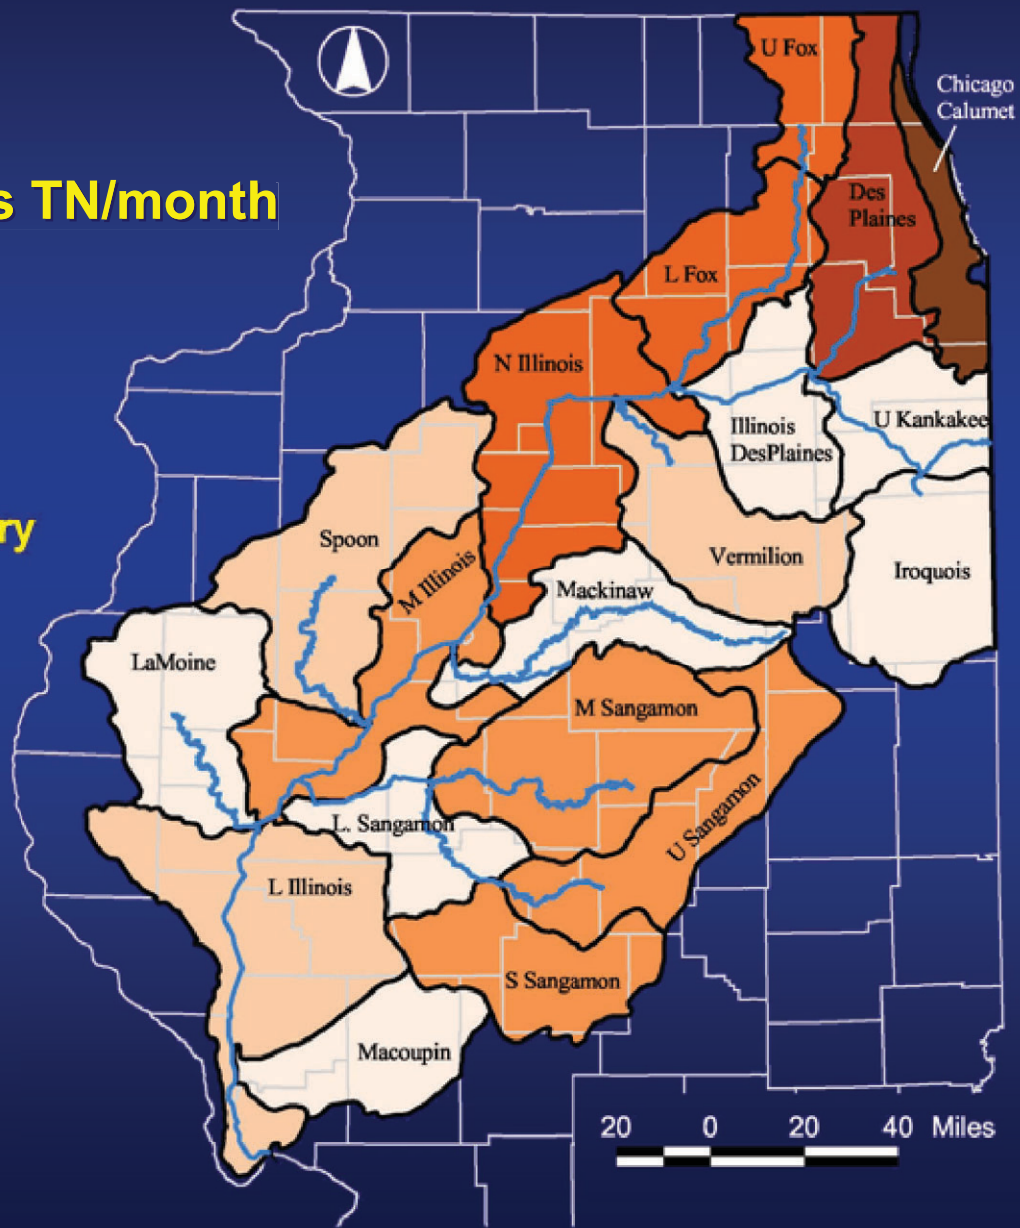 U Fox
Chicago
Calumet
s TN/month
Des
Plaines
L Fox
N Illinois
U Kankakee
Illinois
DesPlaines
ry
Spoon
Vermilion
M Illinois
Iroquois
Mackinaw
LaMoine
M Sangamon
U Sangamon
L. Sangamon
L Illinois
S Sangamon
Macoupin
20 0 20 40 Miles